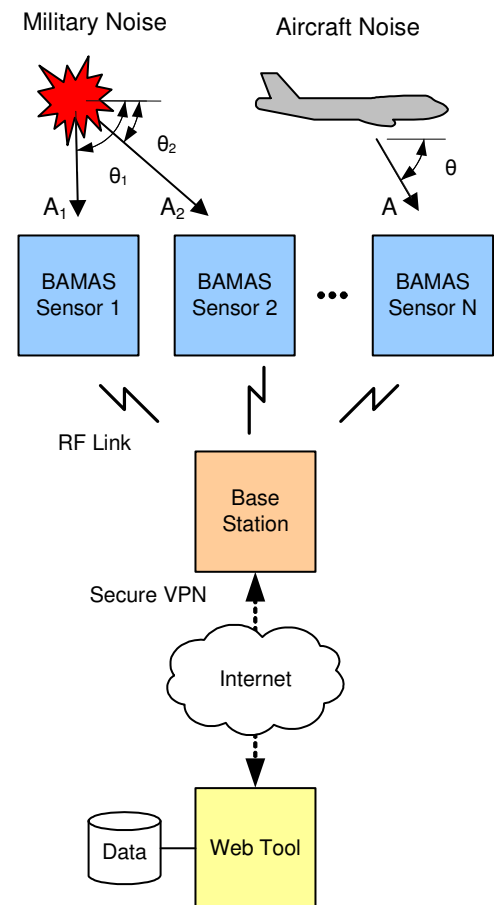 Military Noise
Aircraft Noise
θ₁
θ₂
θ
A₁
A₂
A
BAMAS
Sensor 1
BAMAS
Sensor 2
BAMAS
Sensor N
RF Link
Base
Station
Secure VPN
Internet
Data
Web Tool